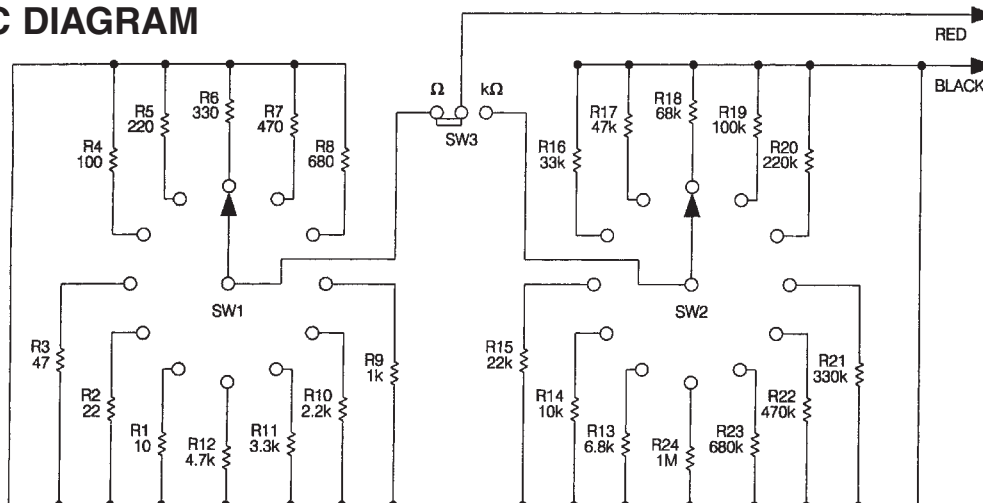 C DIAGRAM
RED
BLACK
Ω
kΩ
SW3
R4
100
R5
220
R6
330
R7
470
R8
680
R16
33k
R17
47k
R18
68k
R19
100k
R20
220k
SW1
SW2
R3
47
R2
22
R1
10
R12
4.7k
R11
3.3k
R10
2.2k
R9
1k
R15
22k
R14
10k
R13
6.8k
R24
1M
R23
680k
R22
470k
R21
330k